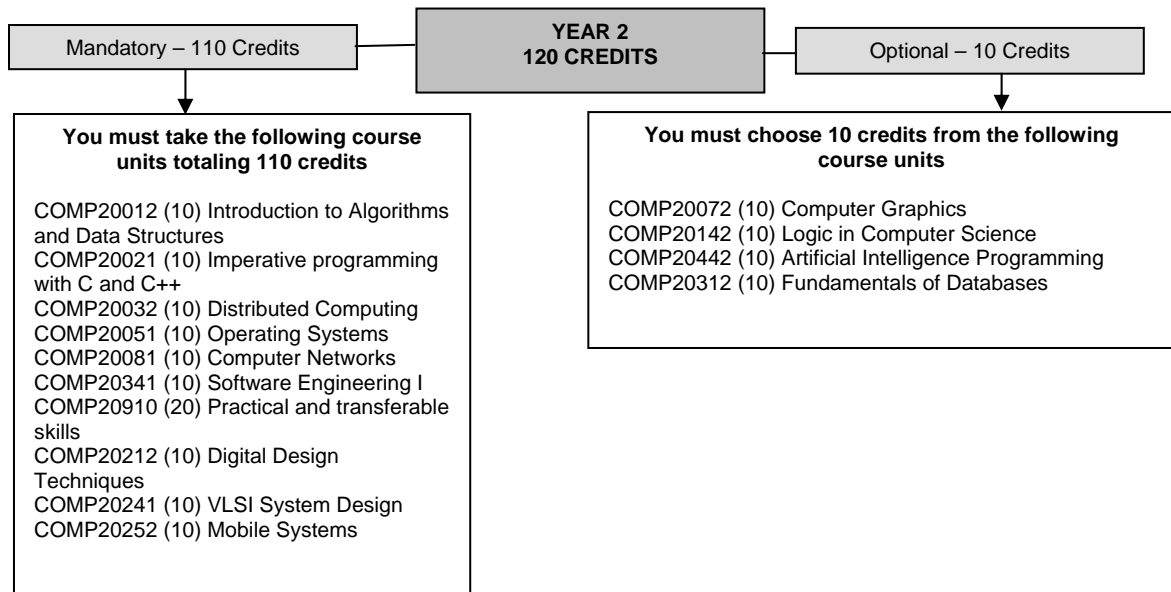 YEAR 2
120 CREDITS
Mandatory – 110 Credits
Optional – 10 Credits
You must take the following course
units totaling 110 credits
COMP20012 (10) Introduction to Algorithms
and Data Structures
COMP20021 (10) Imperative programming
with C and C++
COMP20032 (10) Distributed Computing
COMP20051 (10) Operating Systems
COMP20081 (10) Computer Networks
COMP20341 (10) Software Engineering I
COMP20910 (20) Practical and transferable
skills
COMP20212 (10) Digital Design
Techniques
COMP20241 (10) VLSI System Design
COMP20252 (10) Mobile Systems
You must choose 10 credits from the following
course units
COMP20072 (10) Computer Graphics
COMP20142 (10) Logic in Computer Science
COMP20442 (10) Artificial Intelligence Programming
COMP20312 (10) Fundamentals of Databases